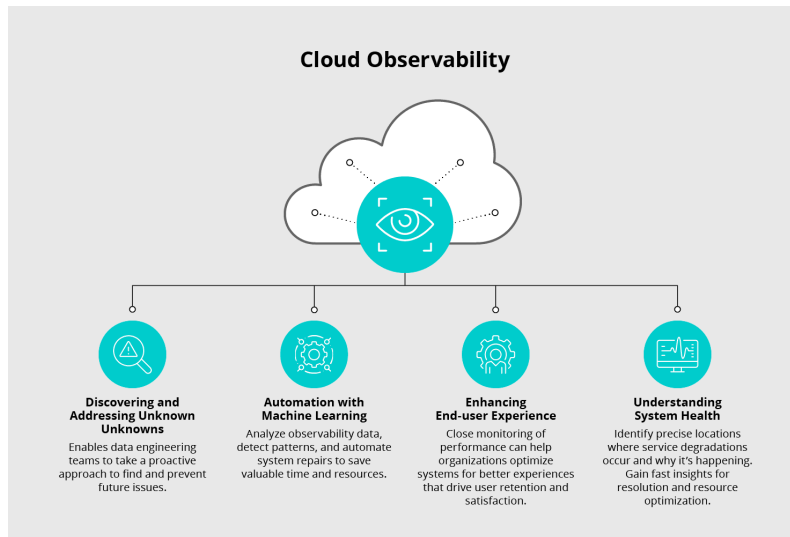 Cloud Observability
Discovering and
Addressing Unknown
Unknowns
Enables data engineering
teams to take a proactive
approach to find and prevent
future issues.
Automation with
Machine Learning
Analyze observability data,
detect patterns, and automate
system repairs to save
valuable time and resources.
Enhancing
End-user Experience
Close monitoring of
performance can help
organizations optimize
systems for better experiences
that drive user retention and
satisfaction.
Understanding
System Health
Identify precise locations
where service degradations
occur and why it's happening.
Gain fast insights for
resolution and resource
optimization.